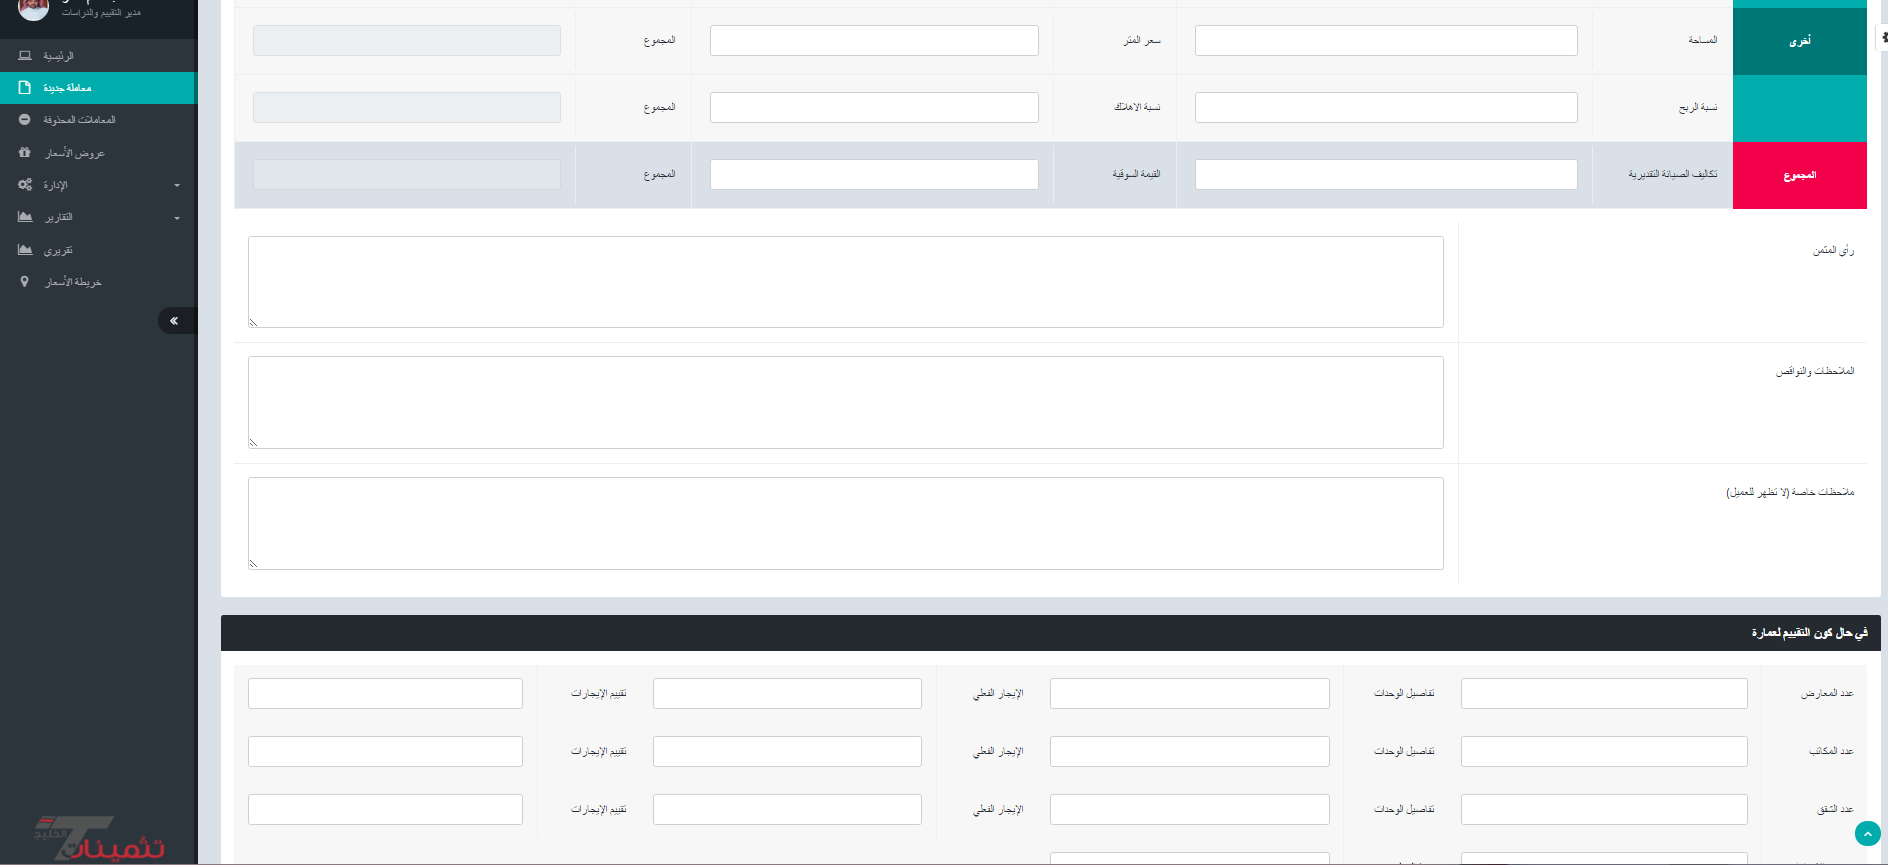 مدير التقييم والدراسات
الرئيسية
معاملة جديدة
المعاملات المحذوفة
عروض الأسعار
الإدارة
التقارير
تقريري
خريطة الأسعار
تثمينات
الخليج
أخرى
المساحة
سعر المتر
المجموع
نسبة الربح
نسبة الاهلاك
المجموع
المجموع
تكاليف الصيانة التقديرية
القيمة السوقية
المجموع
رأي المثمن
الملاحظات والنواقص
ملاحظات خاصة (لا تظهر للعميل)
في حال كون التقييم لعمارة
عدد المعارض
تفاصيل الوحدات
الإيجار الفعلي
تقييم الإيجارات
عدد المكاتب
تفاصيل الوحدات
الإيجار الفعلي
تقييم الإيجارات
عدد الشقق
تفاصيل الوحدات
الإيجار الفعلي
تقييم الإيجارات